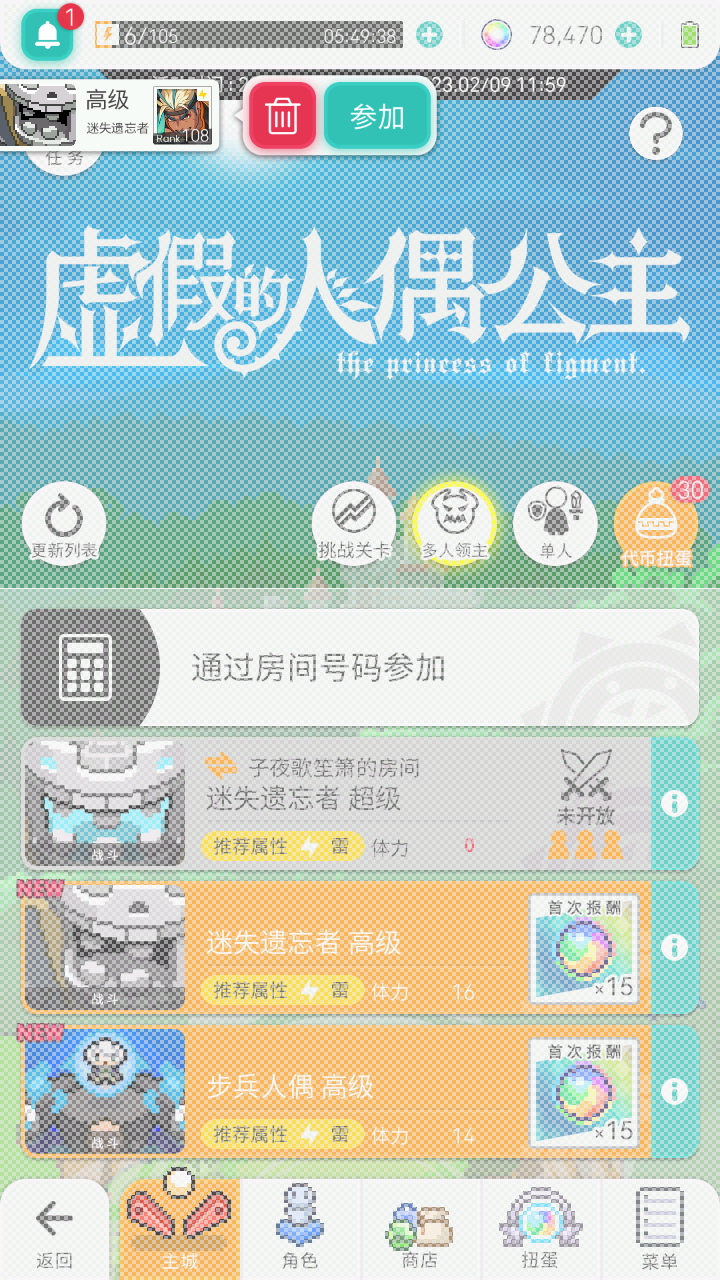 1
6/105
05:49:38
78,470
23.02/09 11:59
高级
迷失遗忘者
Rank 108
参加
任务
虚假的人偶公主
the princess of figment.
更新列表
挑战关卡
多人领主
单人
30
代币扭蛋
通过房间号码参加
子夜歌笙箫的房间
迷失遗忘者 超级
未开放
战斗
推荐属性 雷 体力 0
NEW
迷失遗忘者 高级
首次报酬
×15
战斗
推荐属性 雷 体力 16
NEW
步兵人偶 高级
首次报酬
×15
战斗
推荐属性 雷 体力 14
返回
主城
角色
商店
扭蛋
菜单